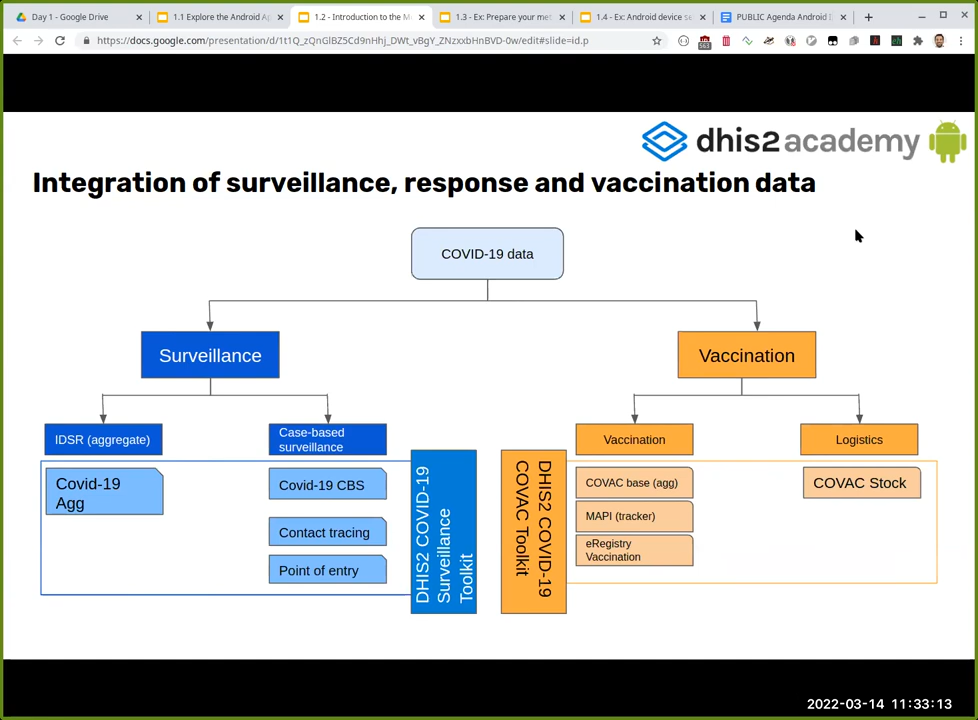 Day 1 - Google Drive
1.1 Explore the Android Ap
1.2 - Introduction to the M
1.3 - Ex: Prepare your met
1.4 - Ex: Android device se
PUBLIC Agenda Android
https://docs.google.com/presentation/d/1t1Q_zQnGlBZ5Cd9nHhj_DWt_vBgY_ZNzxxbHnBVD-0w/edit#slide=id.p
563
dhis2 academy
Integration of surveillance, response and vaccination data
COVID-19 data
Surveillance
Vaccination
IDSR (aggregate)
Case-based
surveillance
Vaccination
Logistics
Covid-19
Agg
Covid-19 CBS
Contact tracing
Point of entry
DHIS2 COVID-19
Surveillance
Toolkit
DHIS2 COVID-19
COVAC Toolkit
COVAC base (agg)
MAPI (tracker)
eRegistry
Vaccination
COVAC Stock
2022-03-14 11:33:13